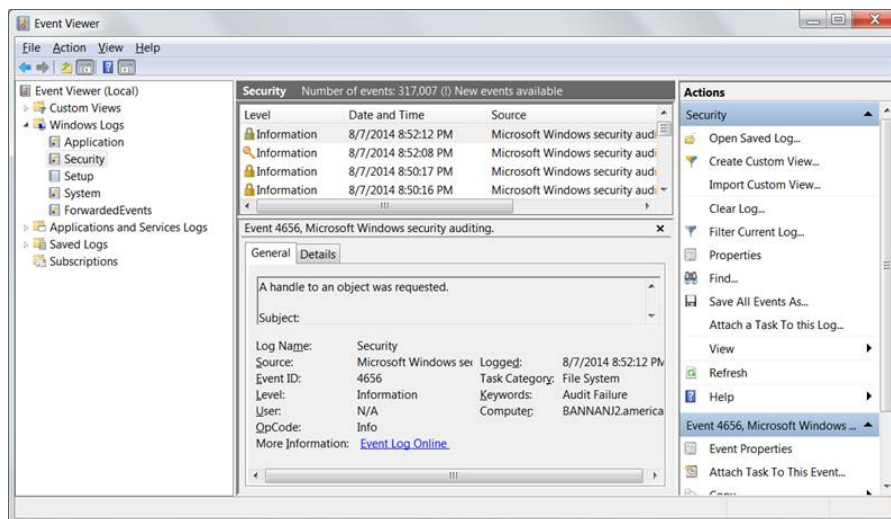 Event Viewer
File Action View Help
Event Viewer (Local)
Custom Views
Windows Logs
Application
Security
Setup
System
ForwardedEvents
Applications and Services Logs
Saved Logs
Subscriptions
Security Number of events: 317,007 (!) New events available
Level Date and Time Source
Information 8/7/2014 8:52:12 PM Microsoft Windows security audi
Information 8/7/2014 8:52:08 PM Microsoft Windows security audi
Information 8/7/2014 8:50:17 PM Microsoft Windows security audi
Information 8/7/2014 8:50:16 PM Microsoft Windows security audi
Event 4656, Microsoft Windows security auditing.
General Details
A handle to an object was requested.
Subject:
Log Name: Security
Source: Microsoft Windows sec Logged: 8/7/2014 8:52:12 PM
Event ID: 4656 Task Category: File System
Level: Information Keywords: Audit Failure
User: N/A Computer: BANNANJ2.america
OpCode: Info
More Information: Event Log Online
Actions
Security
Open Saved Log...
Create Custom View...
Import Custom View...
Clear Log...
Filter Current Log...
Properties
Find...
Save All Events As...
Attach a Task To this Log...
View
Refresh
Help
Event 4656, Microsoft Windows ...
Event Properties
Attach Task To This Event...